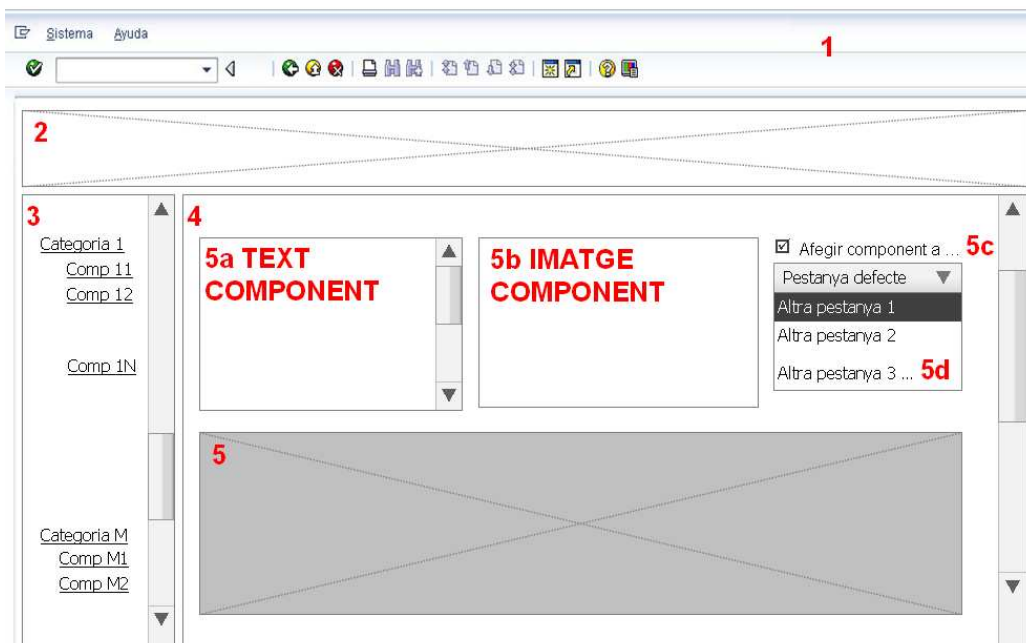 Sistema Ayuda
1
2
3
Categoria 1
Comp 11
Comp 12
Comp 1N
Categoria M
Comp M1
Comp M2
4
5a TEXT
COMPONENT
5b IMATGE
COMPONENT
Afegir component a ... 5c
Pestanya defecte
Altra pestanya 1
Altra pestanya 2
Altra pestanya 3 ... 5d
5